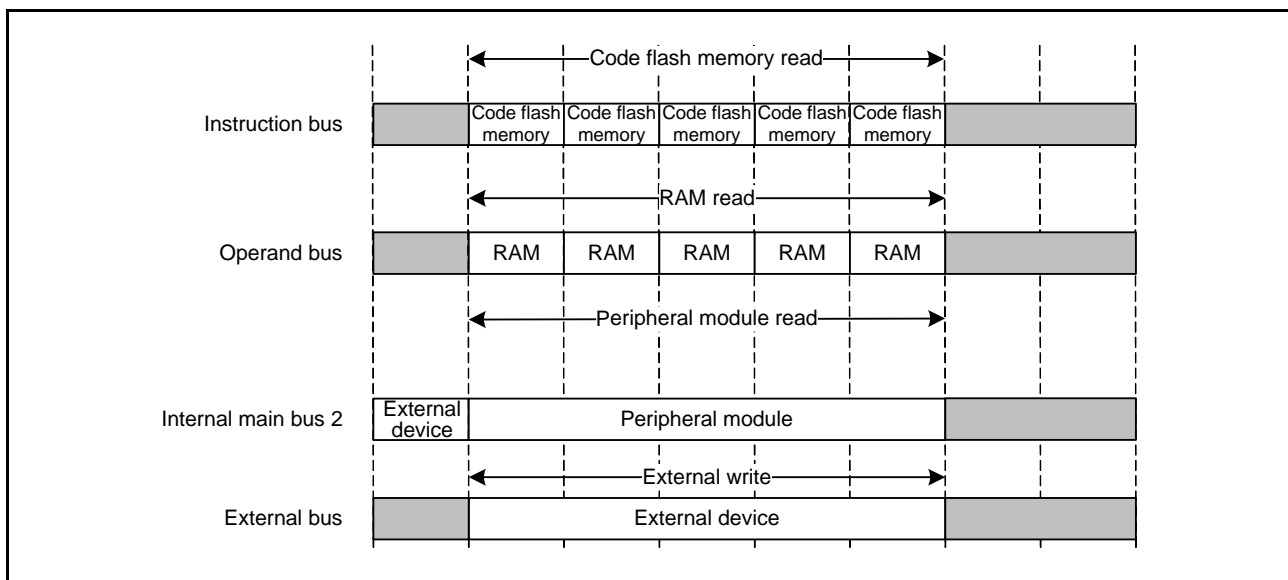 Code flash memory read
Instruction bus
Code flash memory
Code flash memory
Code flash memory
Code flash memory
Code flash memory
RAM read
Operand bus
RAM
RAM
RAM
RAM
RAM
Peripheral module read
Internal main bus 2
External device
Peripheral module
External write
External bus
External device